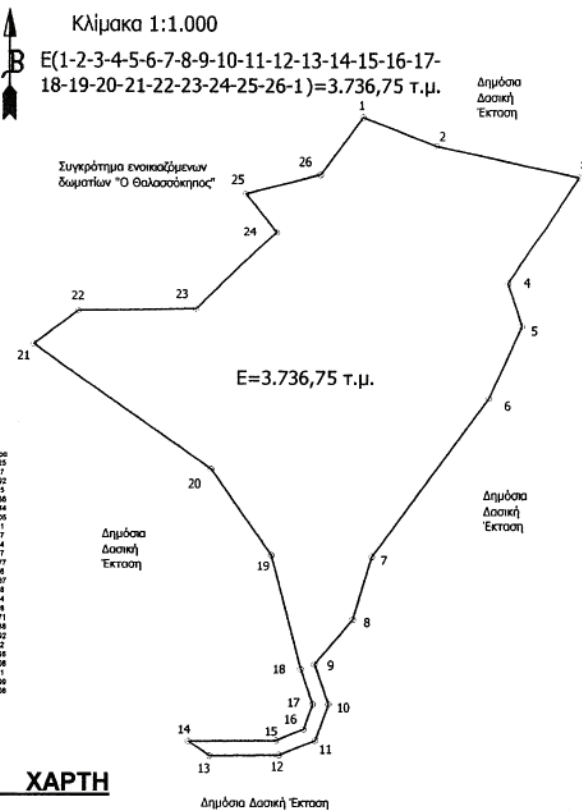 Κλίμακα 1:1.000
Β
Ε(1-2-3-4-5-6-7-8-9-10-11-12-13-14-15-16-17-
18-19-20-21-22-23-24-25-26-1)=3.736,75 τ.μ.
Δημόσια
Δασική
Έκταση
1
2
Συγκρότημα ενοικιαζόμενων
δωματίων "Ο Θαλασσόκηπος"
26
25
24
4
22
23
5
21
Ε=3.736,75 τ.μ.
6
20
Δημόσια
Δασική
Έκταση
Δημόσια
Δασική
Έκταση
19
7
8
18
9
17
10
16
14
15
11
13
12
ΧΑΡΤΗ
Δημόσια Δασική Έκταση